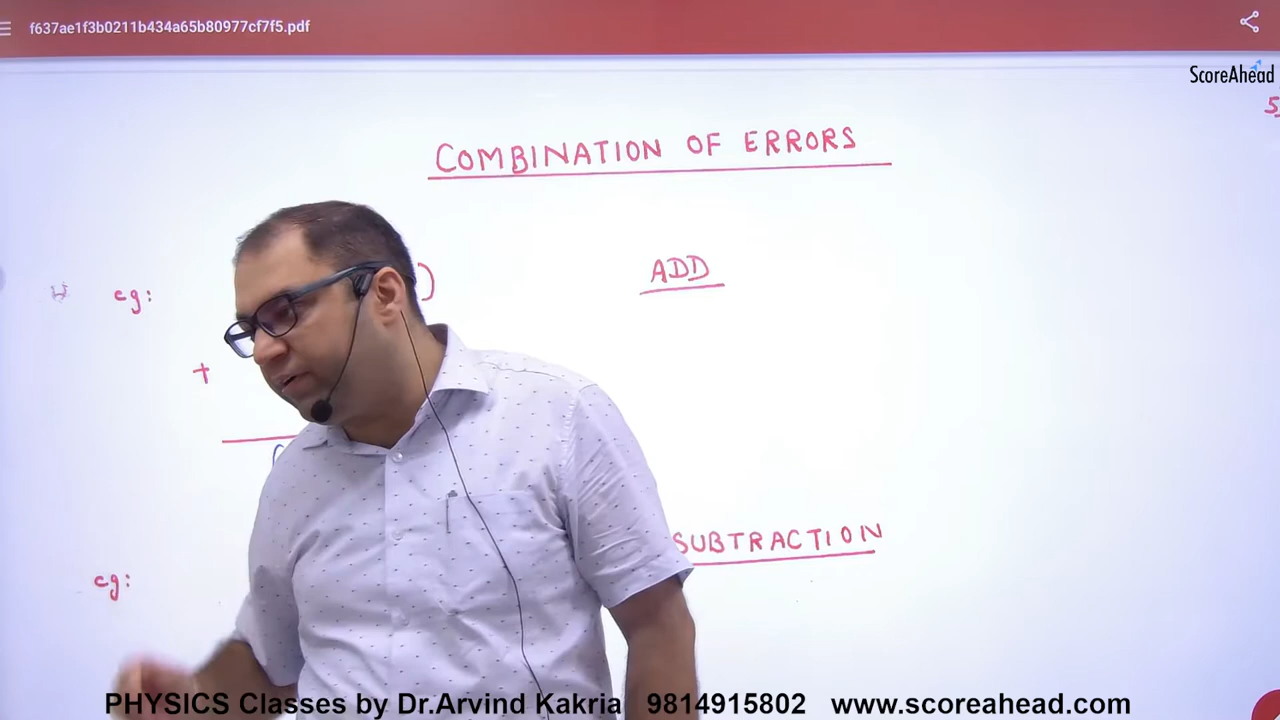 f637ae1f3b0211b434a65b80977cf7f5.pdf
ScoreAhead
5
COMBINATION OF ERRORS
eg: )
ADD
+
SUBTRACTION
eg:
PHYSICS Classes by Dr.Arvind Kakria 9814915802 www.scoreahead.com